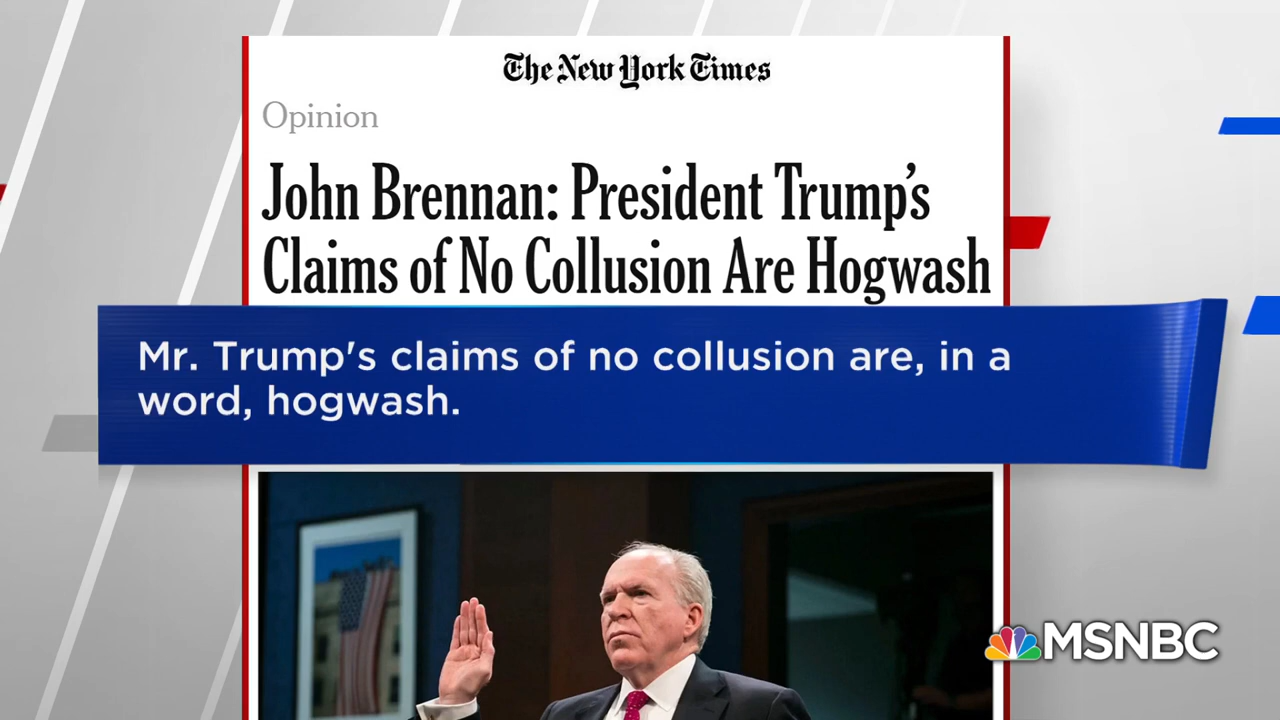 The New York Times
Opinion
John Brennan: President Trump’s
Claims of No Collusion Are Hogwash
Mr. Trump's claims of no collusion are, in a
word, hogwash.
MSNBC